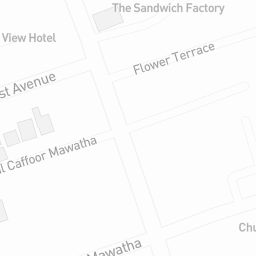 The Sandwich Factory
View Hotel
Flower Terrace
st Avenue
l Caffoor Mawatha
Mawatha
Chu